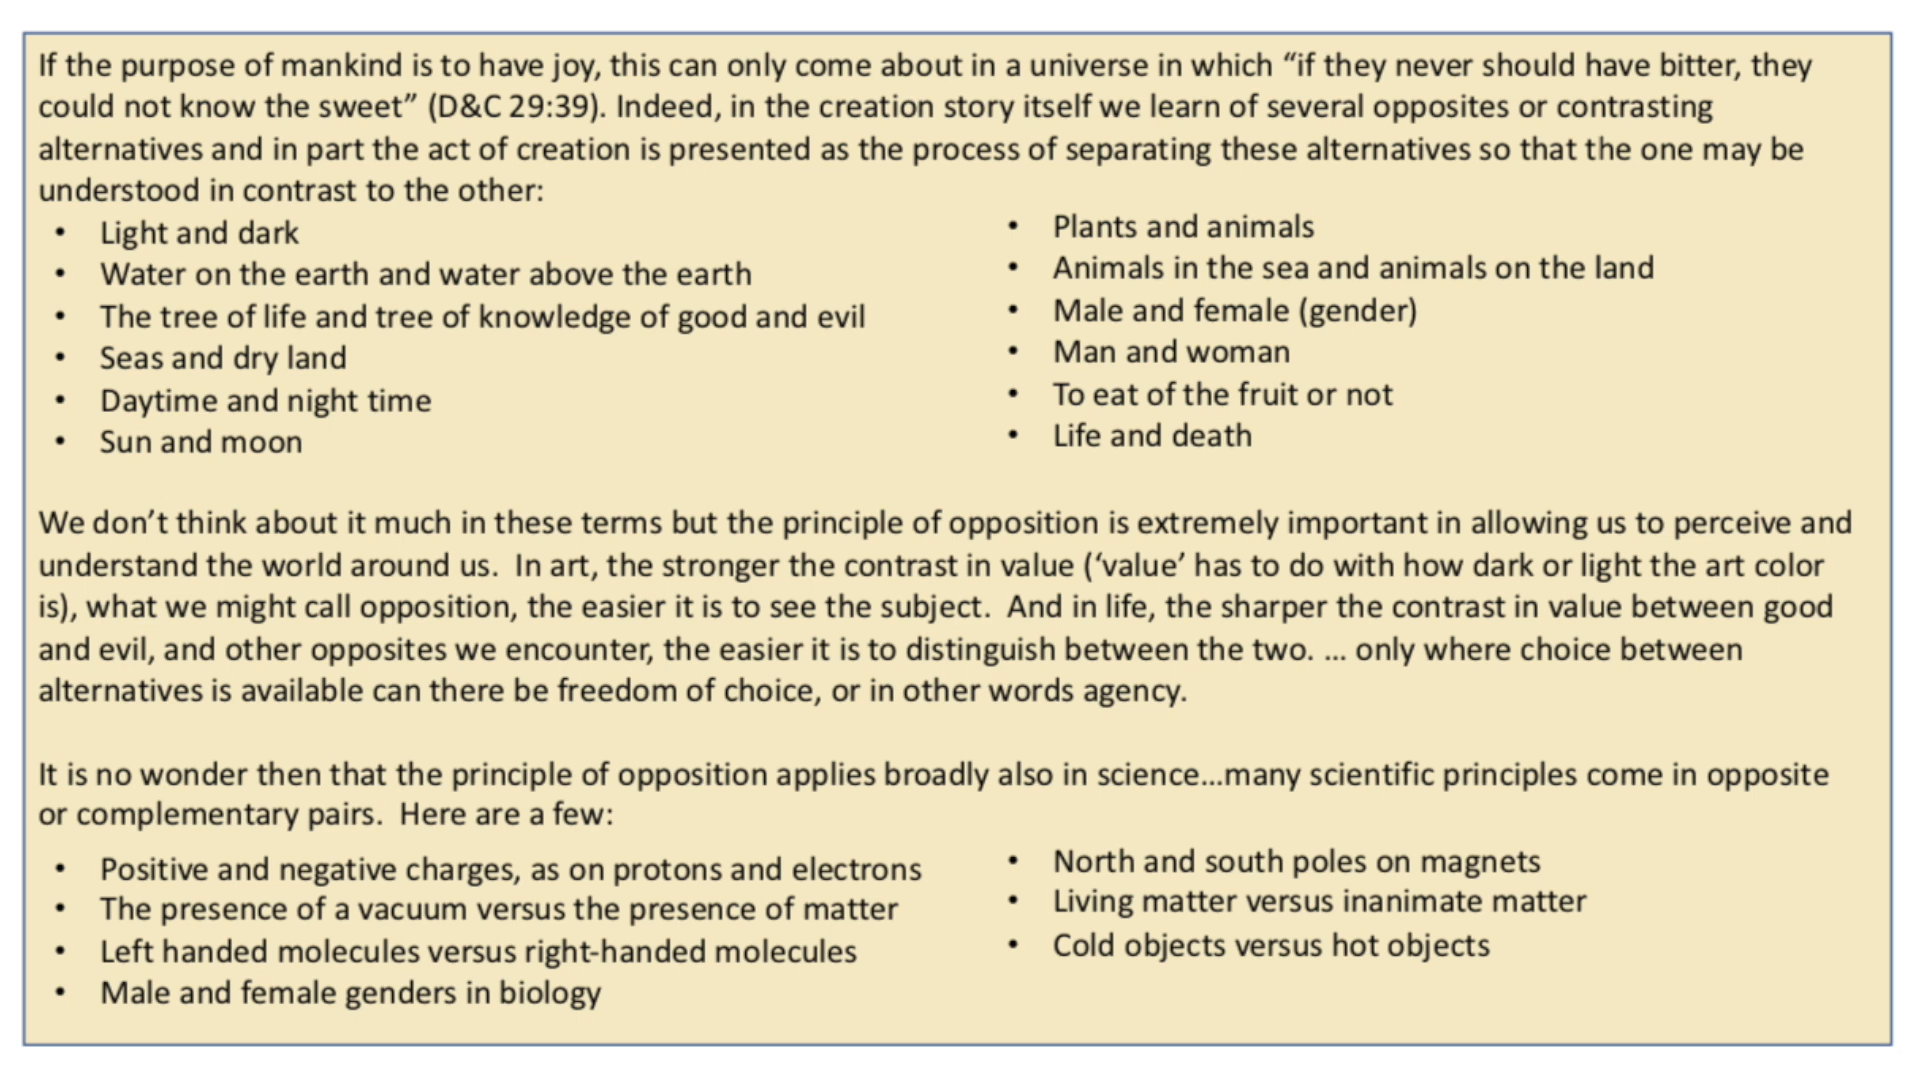 If the purpose of mankind is to have joy, this can only come about in a universe in which “if they never should have bitter, they
could not know the sweet” (D&C 29:39). Indeed, in the creation story itself we learn of several opposites or contrasting
alternatives and in part the act of creation is presented as the process of separating these alternatives so that the one may be
understood in contrast to the other:
• Light and dark
• Water on the earth and water above the earth
• The tree of life and tree of knowledge of good and evil
• Seas and dry land
• Daytime and night time
• Sun and moon
• Plants and animals
• Animals in the sea and animals on the land
• Male and female (gender)
• Man and woman
• To eat of the fruit or not
• Life and death
We don’t think about it much in these terms but the principle of opposition is extremely important in allowing us to perceive and
understand the world around us.  In art, the stronger the contrast in value (‘value’ has to do with how dark or light the art color
is), what we might call opposition, the easier it is to see the subject.  And in life, the sharper the contrast in value between good
and evil, and other opposites we encounter, the easier it is to distinguish between the two. … only where choice between
alternatives is available can there be freedom of choice, or in other words agency.
It is no wonder then that the principle of opposition applies broadly also in science…many scientific principles come in opposite
or complementary pairs.  Here are a few:
• Positive and negative charges, as on protons and electrons
• The presence of a vacuum versus the presence of matter
• Left handed molecules versus right-handed molecules
• Male and female genders in biology
• North and south poles on magnets
• Living matter versus inanimate matter
• Cold objects versus hot objects